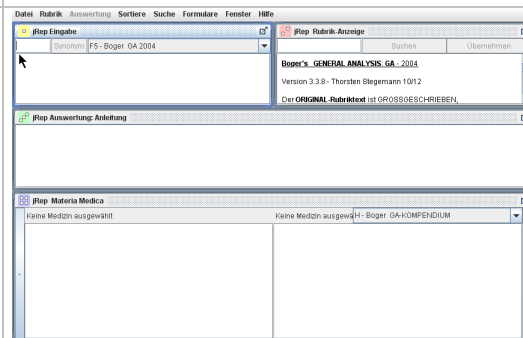 Datei Rubrik Auswertung Sortiere Suche Formulare Fenster Hilfe
jRep Eingabe
Synonym F5 - Boger GA 2004
jRep Rubrik-Anzeige
Suchen Übernehmen
Boger's GENERAL ANALYSIS GA - 2004
Version 3.3.8 - Thorsten Stegemann 10/12
Der ORIGINAL-Rubriktext ist GROSSGESCHRIEBEN,
jRep Auswertung: Anleitung
jRep Materia Medica
Keine Medizin ausgewählt
Keine Medizin ausgewä H - Boger GA-KOMPENDIUM